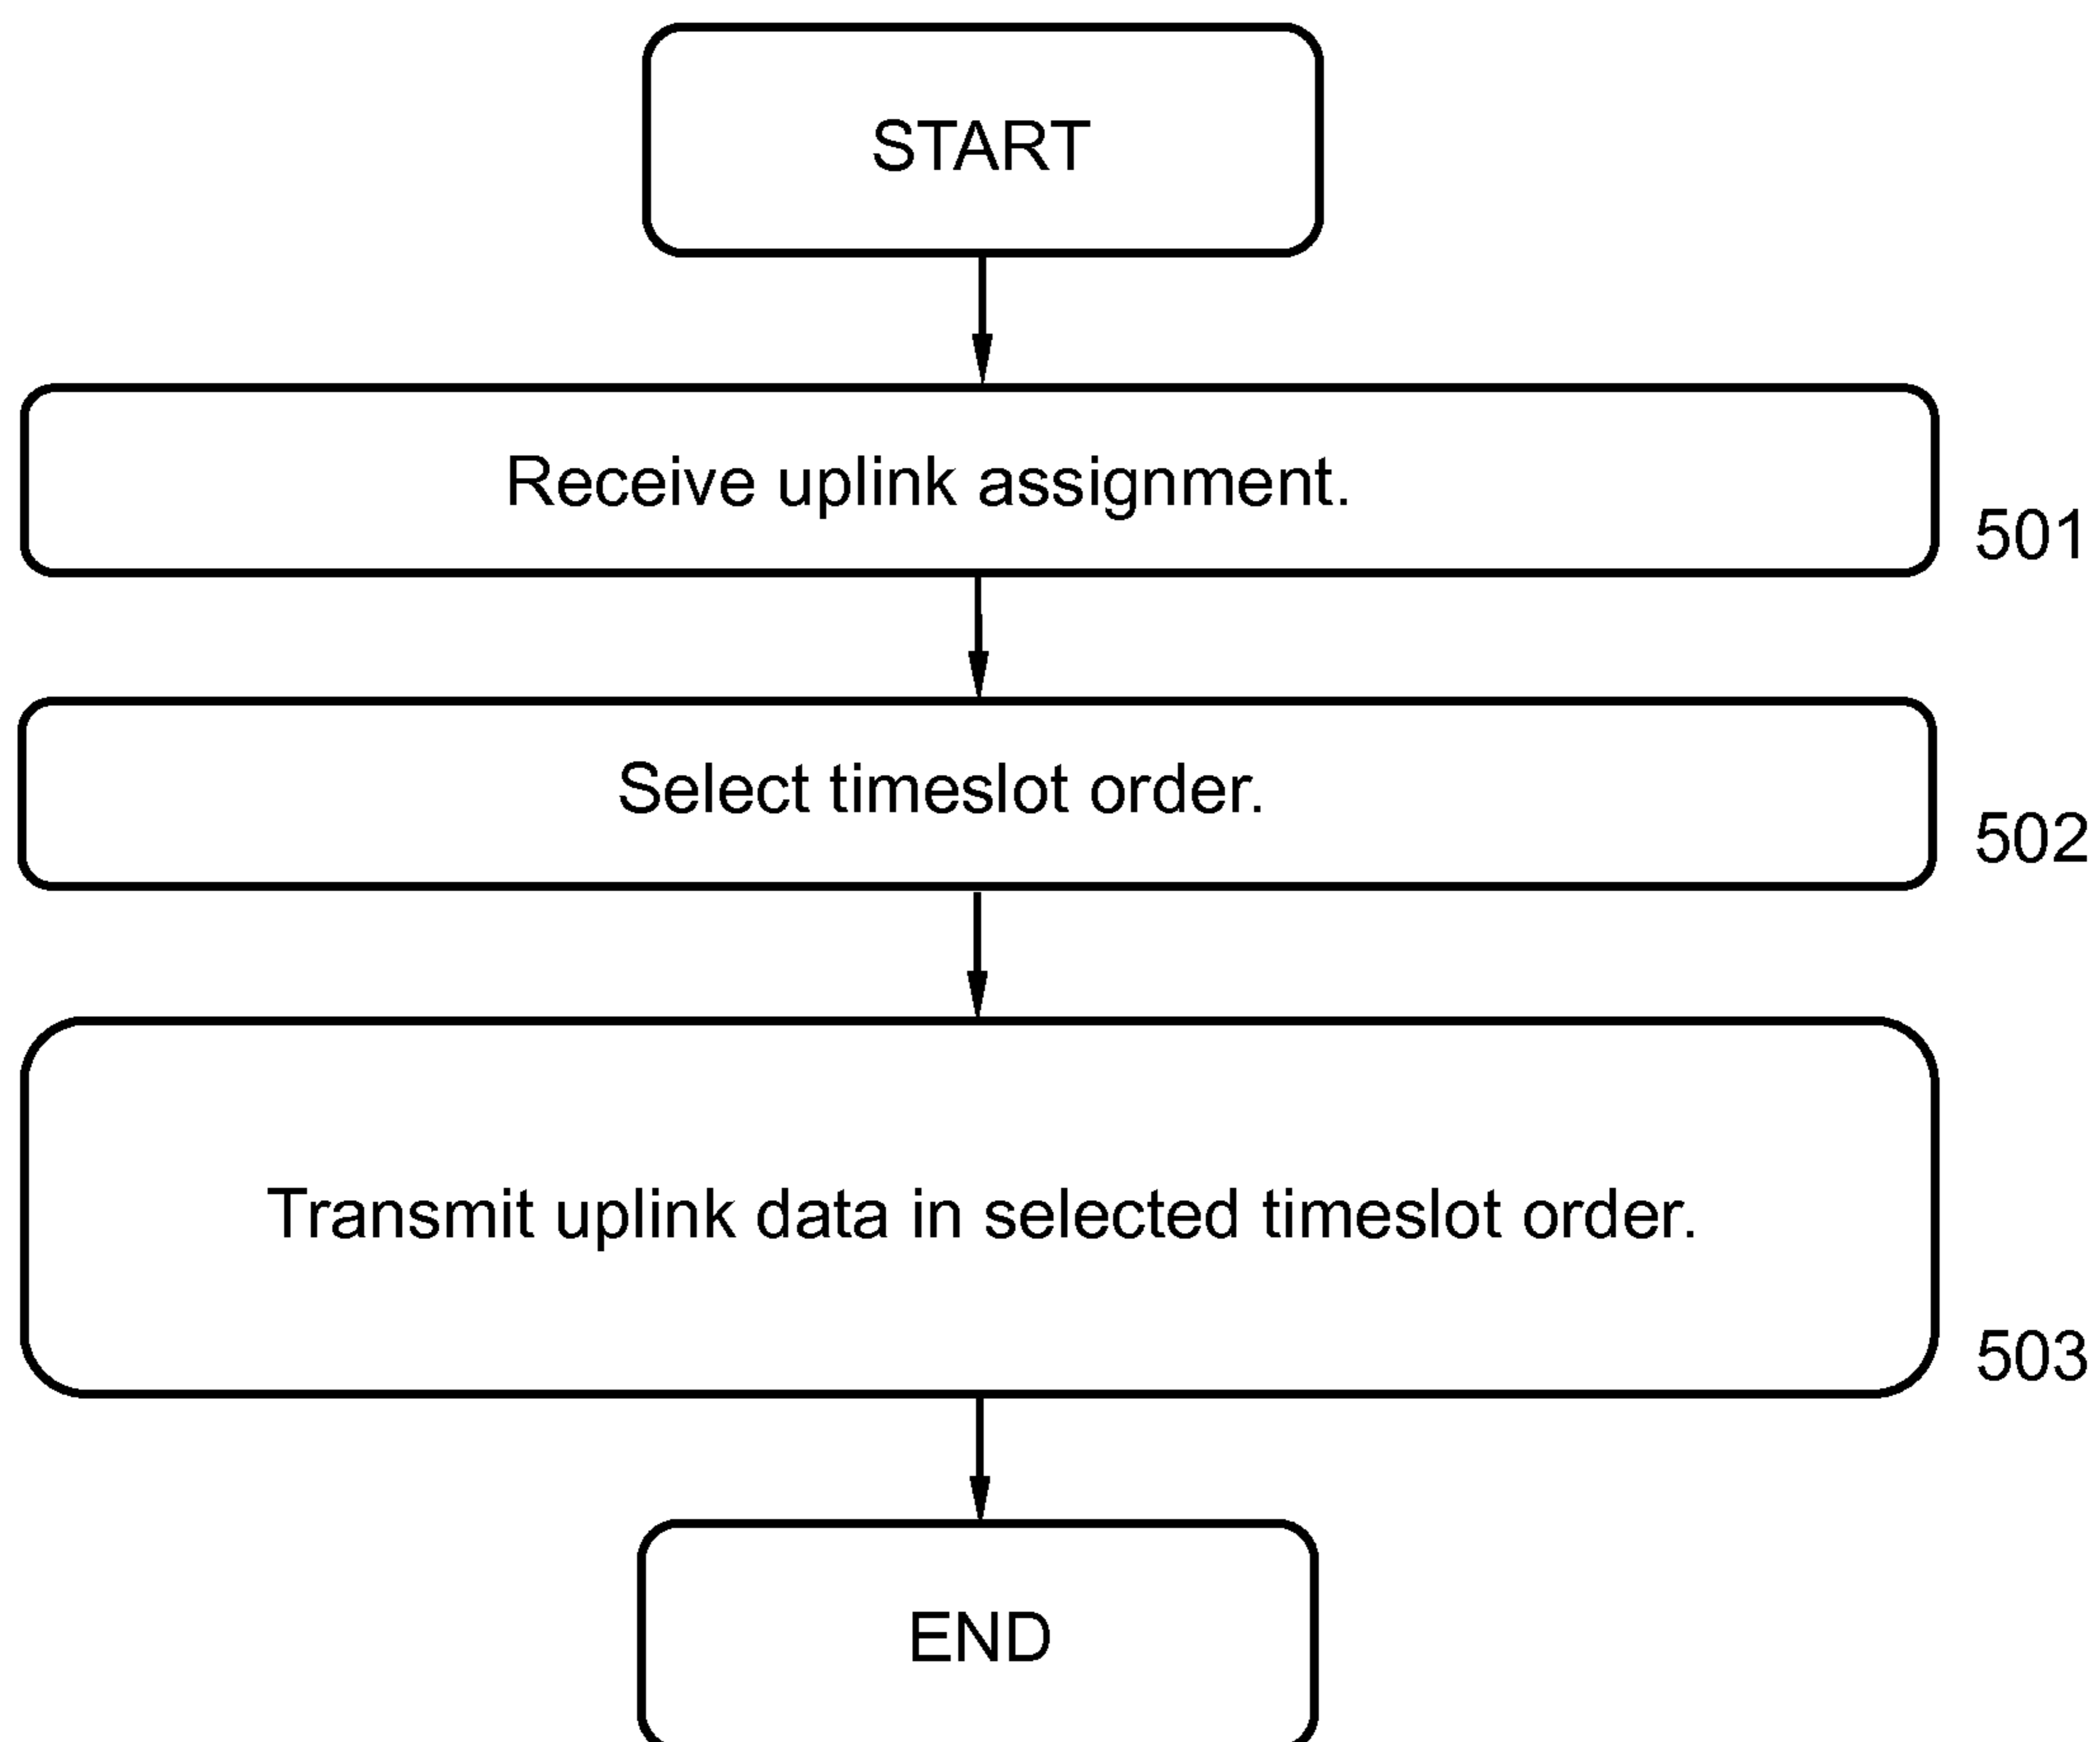 START
Receive uplink assignment.
501
Select timeslot order.
502
Transmit uplink data in selected timeslot order.
503
END